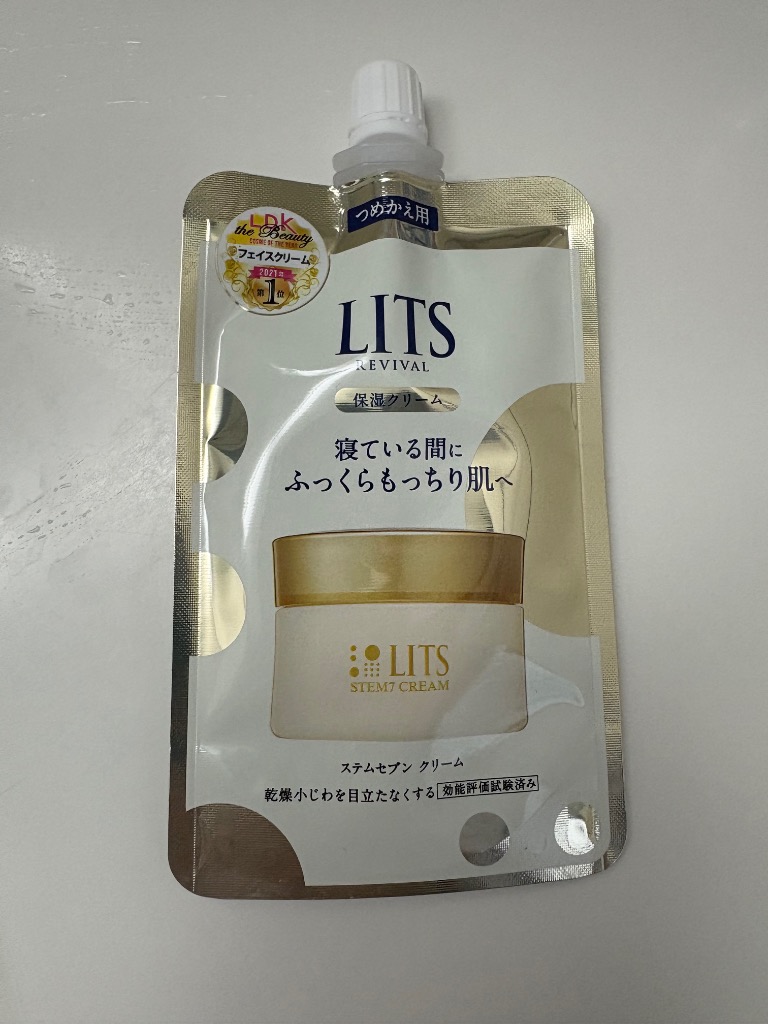 つめかえ用
LDK
the Beauty
COSME OF THE YEAR
フェイスクリーム
2021年
第1位
LITS
REVIVAL
保湿クリーム
寝ている間に
ふっくらもっちり肌へ
LITS
STEM7 CREAM
ステムセブン クリーム
乾燥小じわを目立たなくする 効能評価試験済み